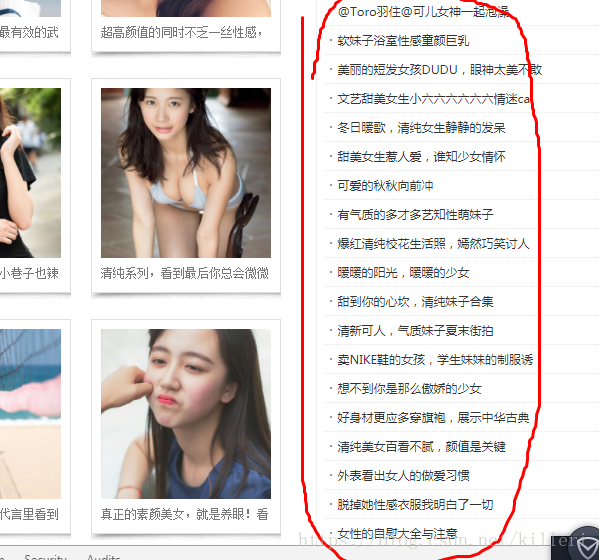 最有效的武
超高颜值的同时不乏一丝性感，
小巷子也辣
清纯系列，看到最后你总会微微
代言里看到
真正的素颜美女，就是养眼！看
@Toro羽住@可儿女神一起泡澡
· 软妹子浴室性感童颜巨乳
· 美丽的短发女孩DUDU，眼神太美不敢
· 文艺甜美女生小六六六六六六情迷ca
· 冬日暖歌，清纯女生静静的发呆
· 甜美女生惹人爱，谁知少女情怀
· 可爱的秋秋向前冲
· 有气质的多才多艺知性萌妹子
· 爆红清纯校花生活照，嫣然巧笑讨人
· 暖暖的阳光，暖暖的少女
· 甜到你的心坎，清纯妹子合集
· 清新可人，气质妹子夏末街拍
· 卖NIKE鞋的女孩，学生妹妹的制服诱
· 想不到你是那么傲娇的少女
· 好身材更应多穿旗袍，展示中华古典
· 清纯美女百看不腻，颜值是关键
· 外表看出女人的做爱习惯
· 脱掉她性感衣服我明白了一切
· 女性的自慰大全与注意
Security
Audits